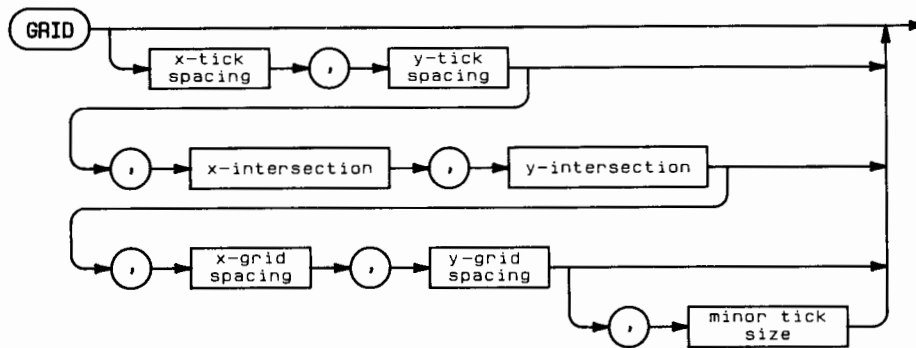 GRID
x-tick
spacing
,
y-tick
spacing
,
x-intersection
,
y-intersection
,
x-grid
spacing
,
y-grid
spacing
,
minor tick
size